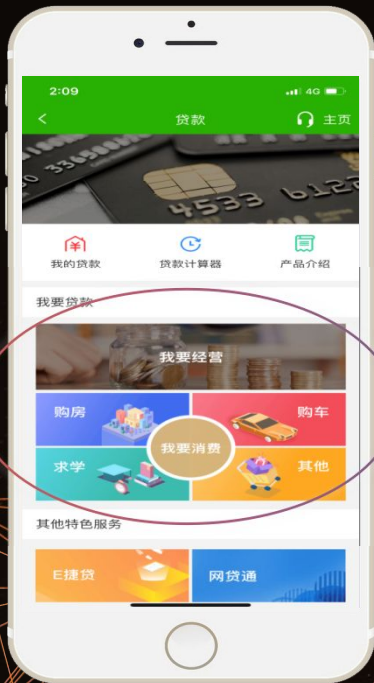 2:09
4G
贷款
主页
4533
我的贷款
贷款计算器
产品介绍
我要贷款
我要经营
购房
购车
我要消费
求学
其他
其他特色服务
E捷贷
网贷通